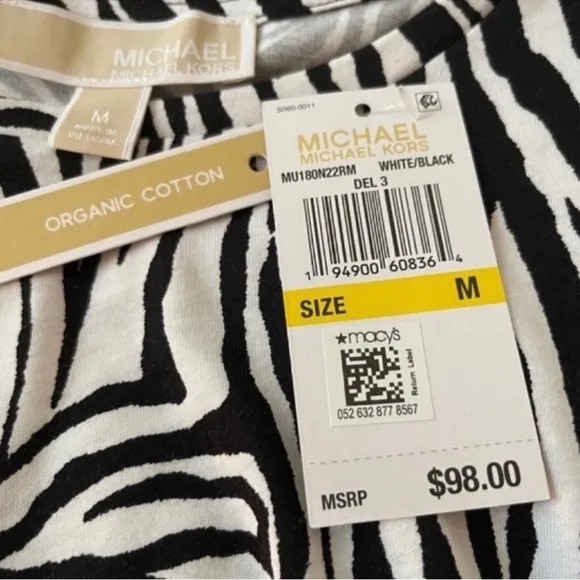 MICHAEL
MICHAEL KORS
M
ORGANIC COTTON
MICHAEL
MICHAEL KORS
MU180N22RM WHITE/BLACK
DEL 3
1 94900 60836 4
SIZE M
★macy's
Return Label
052 632 877 8567
MSRP $98.00